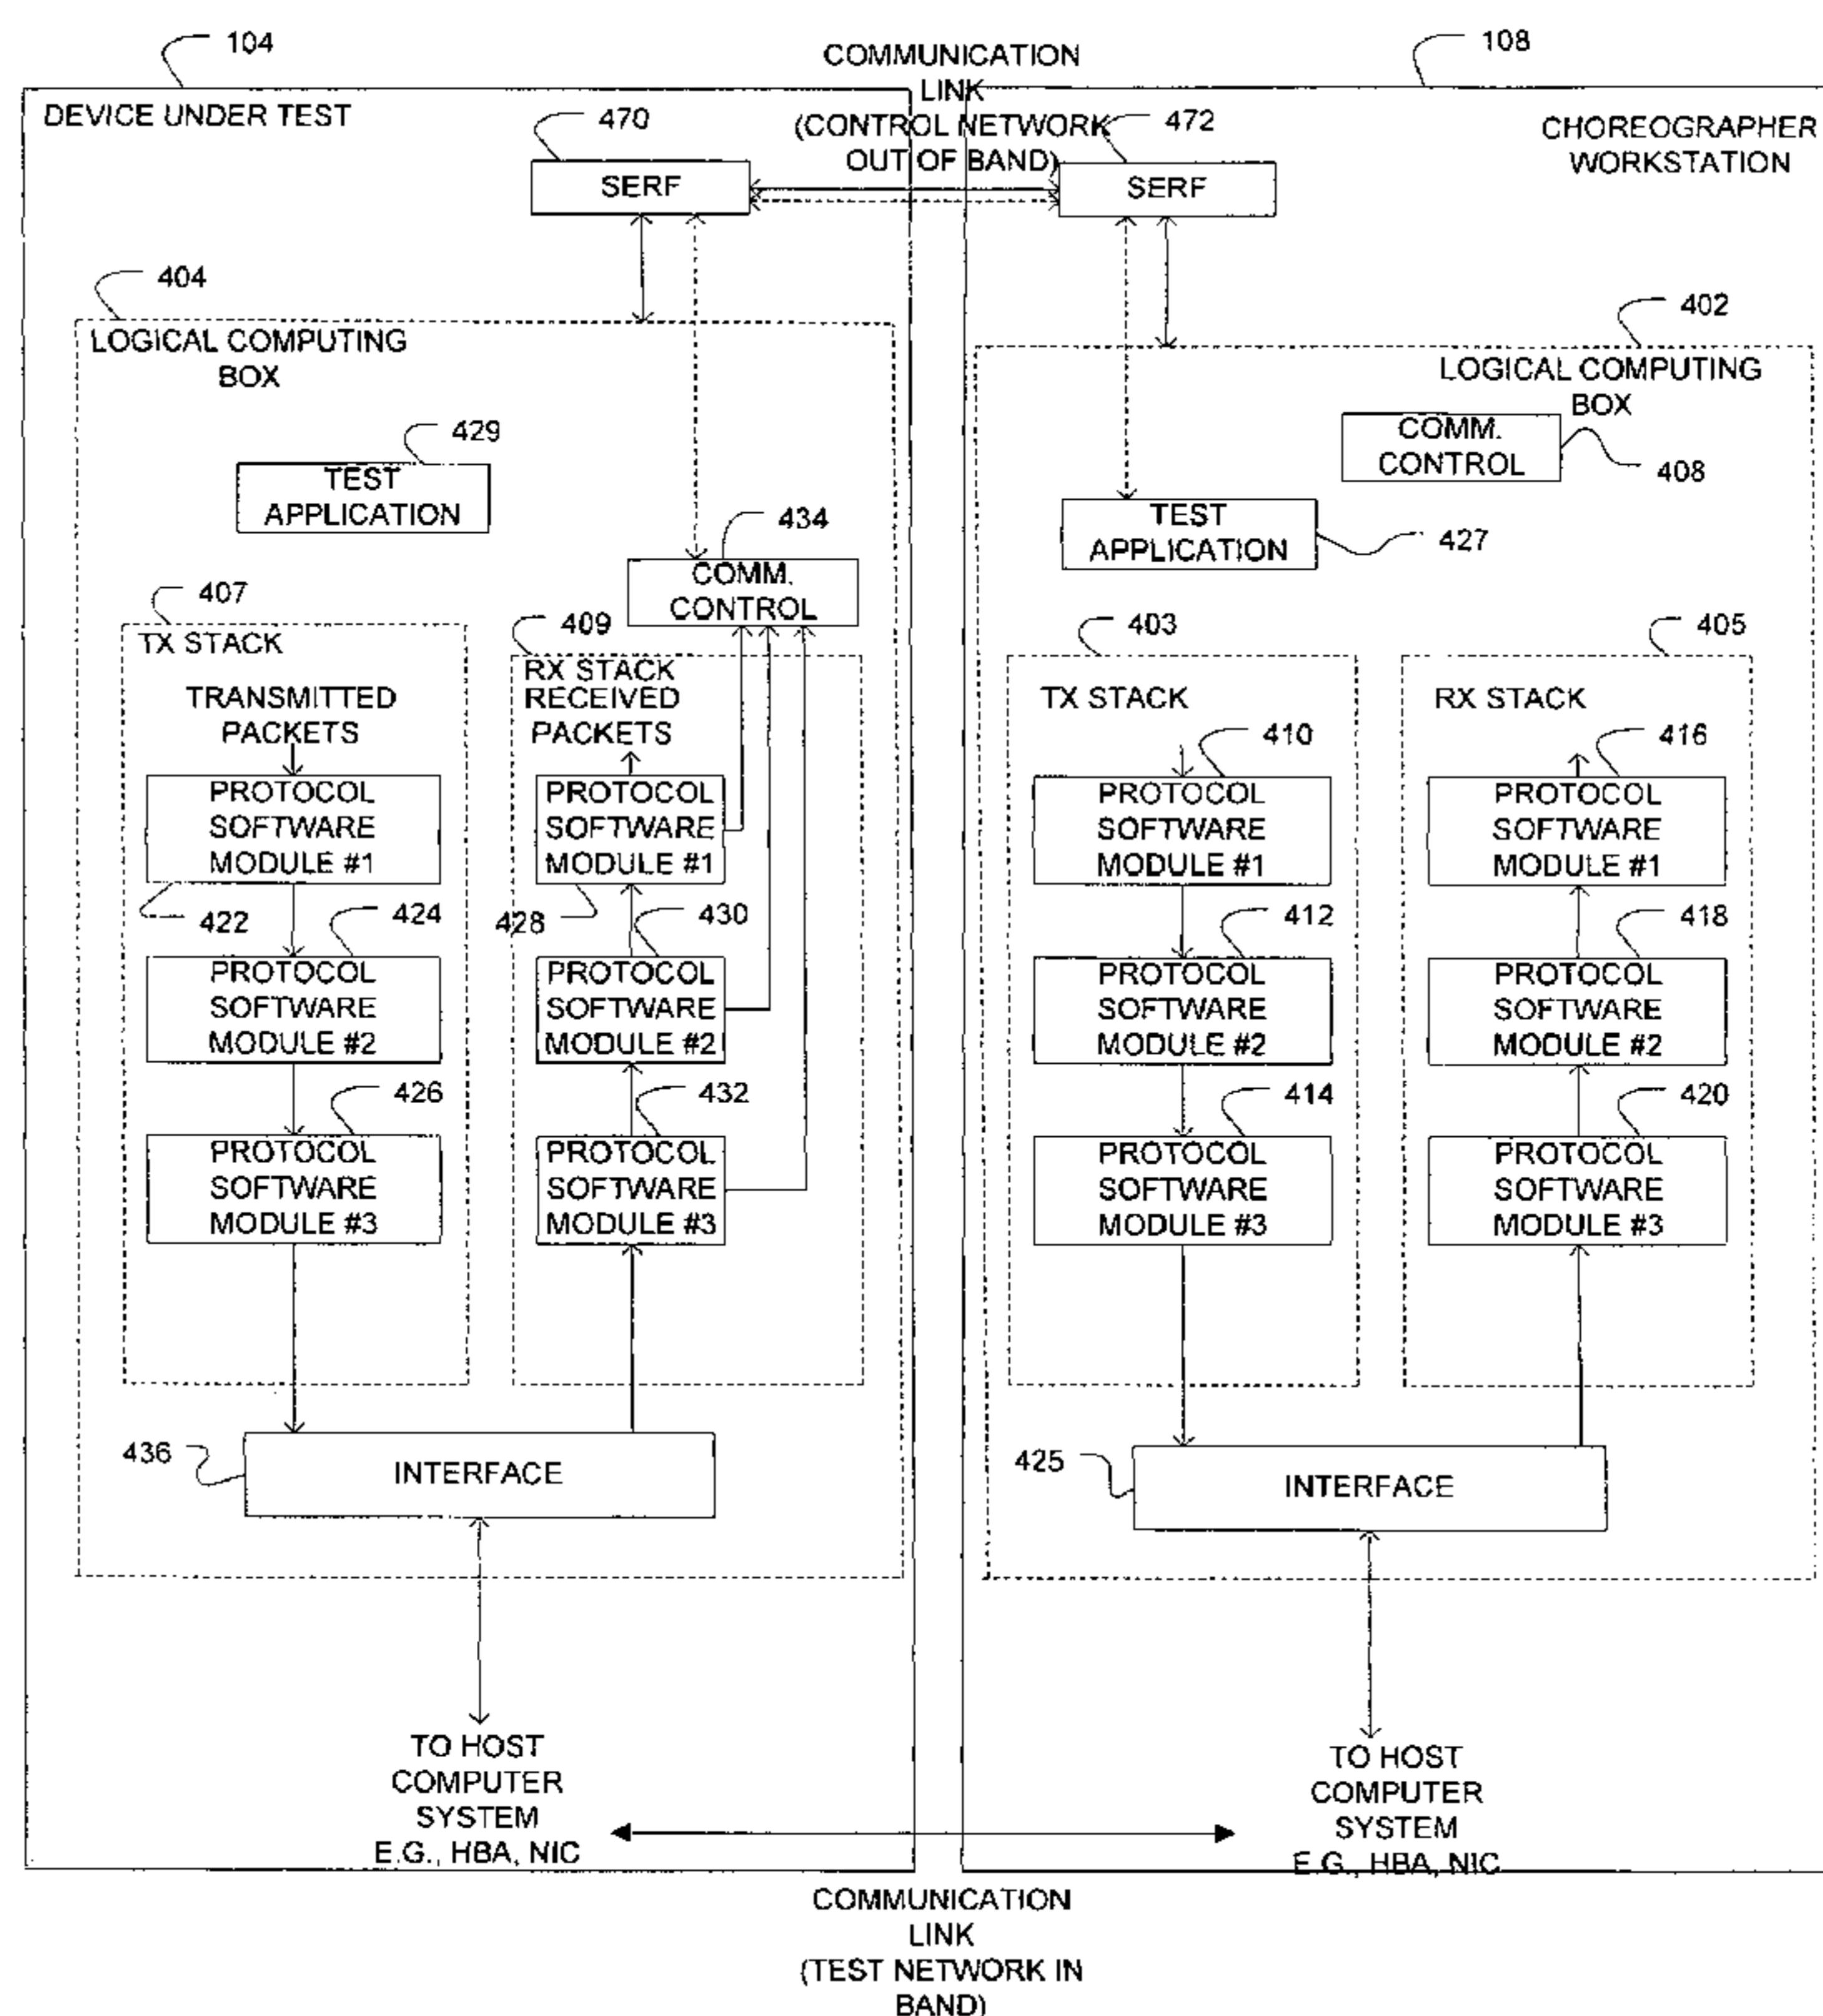 104
108
COMMUNICATION
LINK
(CONTROL NETWORK
OUT OF BAND)
DEVICE UNDER TEST
CHOREOGRAPHER
WORKSTATION
470
SERF
472
SERF
404
LOGICAL COMPUTING
BOX
429
TEST
APPLICATION
434
COMM.
CONTROL
407
TX STACK
TRANSMITTED
PACKETS
PROTOCOL
SOFTWARE
MODULE #1
422
424
PROTOCOL
SOFTWARE
MODULE #2
426
PROTOCOL
SOFTWARE
MODULE #3
409
RX STACK
RECEIVED
PACKETS
PROTOCOL
SOFTWARE
MODULE #1
428
430
PROTOCOL
SOFTWARE
MODULE #2
432
PROTOCOL
SOFTWARE
MODULE #3
436
INTERFACE
TO HOST
COMPUTER
SYSTEM
E.G., HBA, NIC
402
LOGICAL COMPUTING
BOX
COMM.
CONTROL
408
TEST
APPLICATION
427
403
TX STACK
410
PROTOCOL
SOFTWARE
MODULE #1
412
PROTOCOL
SOFTWARE
MODULE #2
414
PROTOCOL
SOFTWARE
MODULE #3
405
RX STACK
416
PROTOCOL
SOFTWARE
MODULE #1
418
PROTOCOL
SOFTWARE
MODULE #2
420
PROTOCOL
SOFTWARE
MODULE #3
425
INTERFACE
TO HOST
COMPUTER
SYSTEM
E.G., HBA, NIC
COMMUNICATION
LINK
(TEST NETWORK IN
BAND)